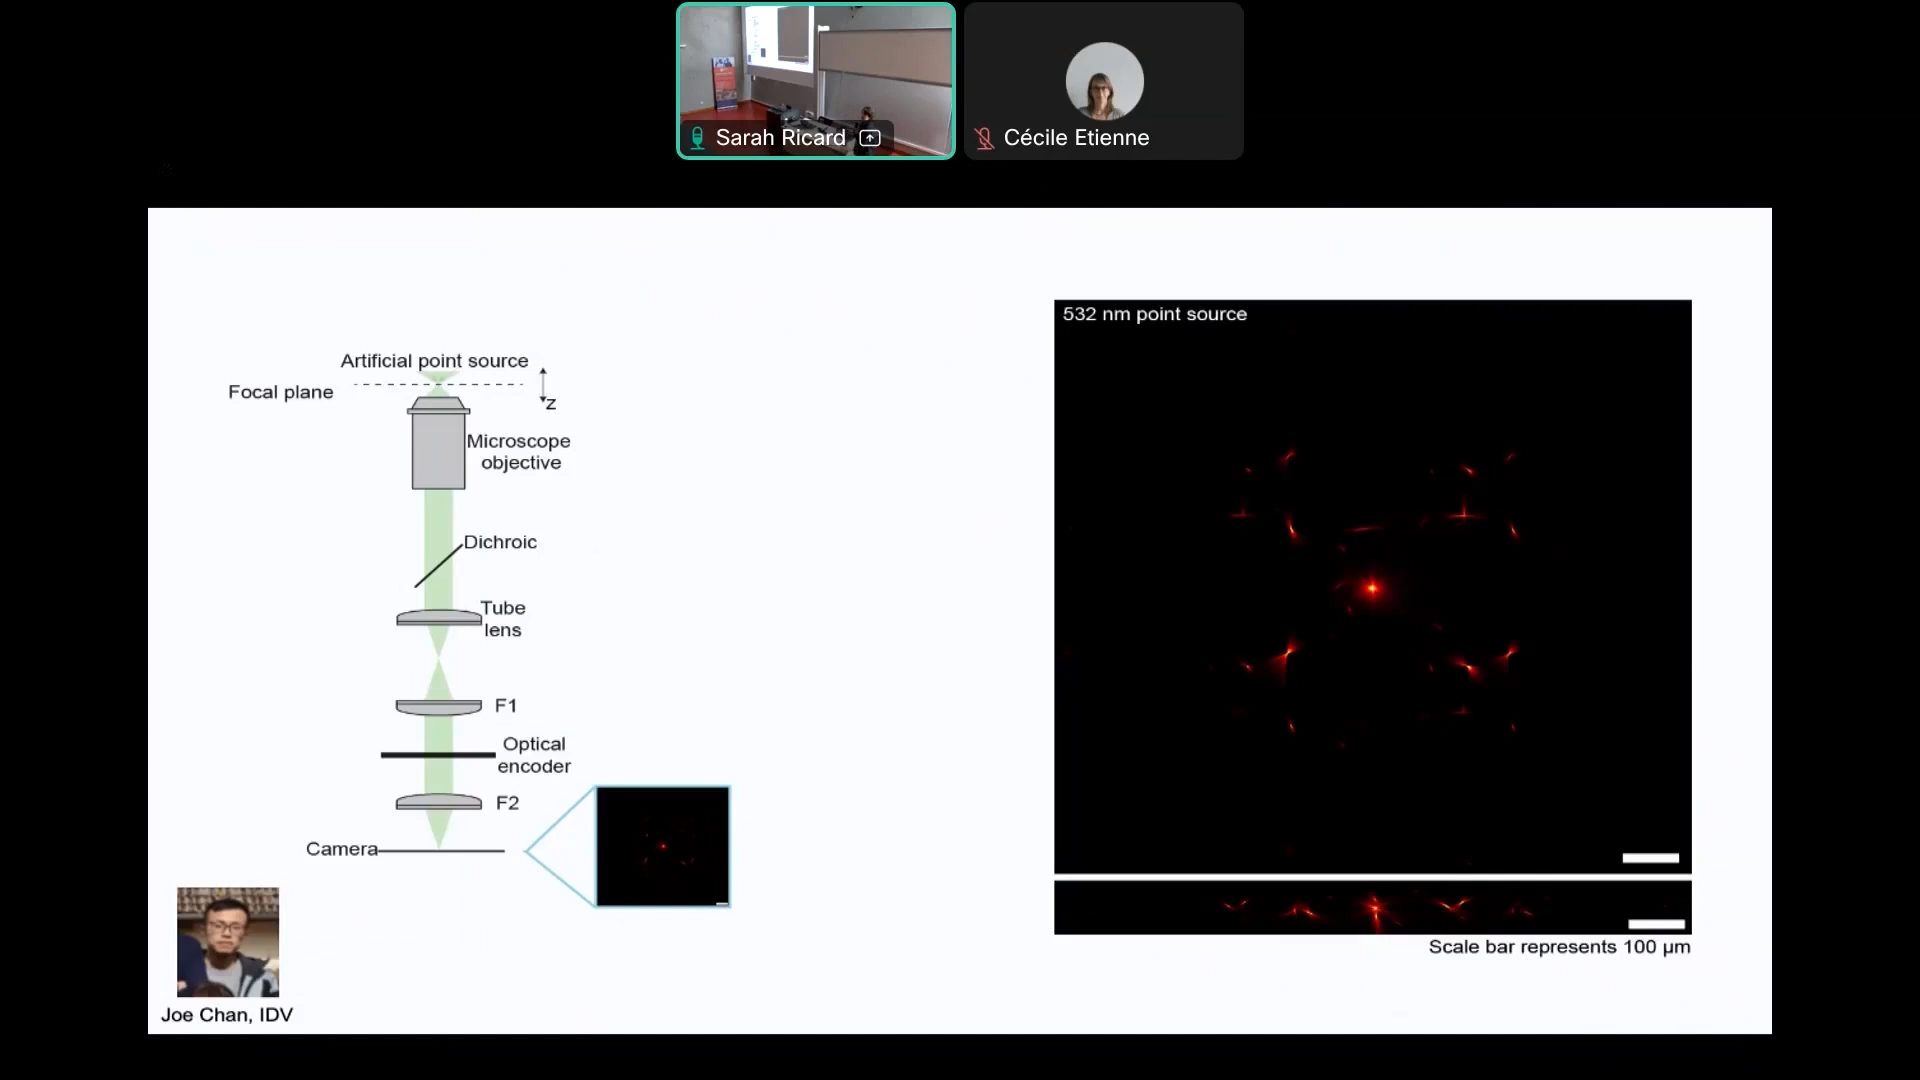 Sarah Ricard
Cécile Etienne
532 nm point source
Artificial point source
Focal plane
z
Microscope
objective
Dichroic
Tube
lens
F1
Optical
encoder
F2
Camera
Scale bar represents 100 µm
Joe Chan, IDV